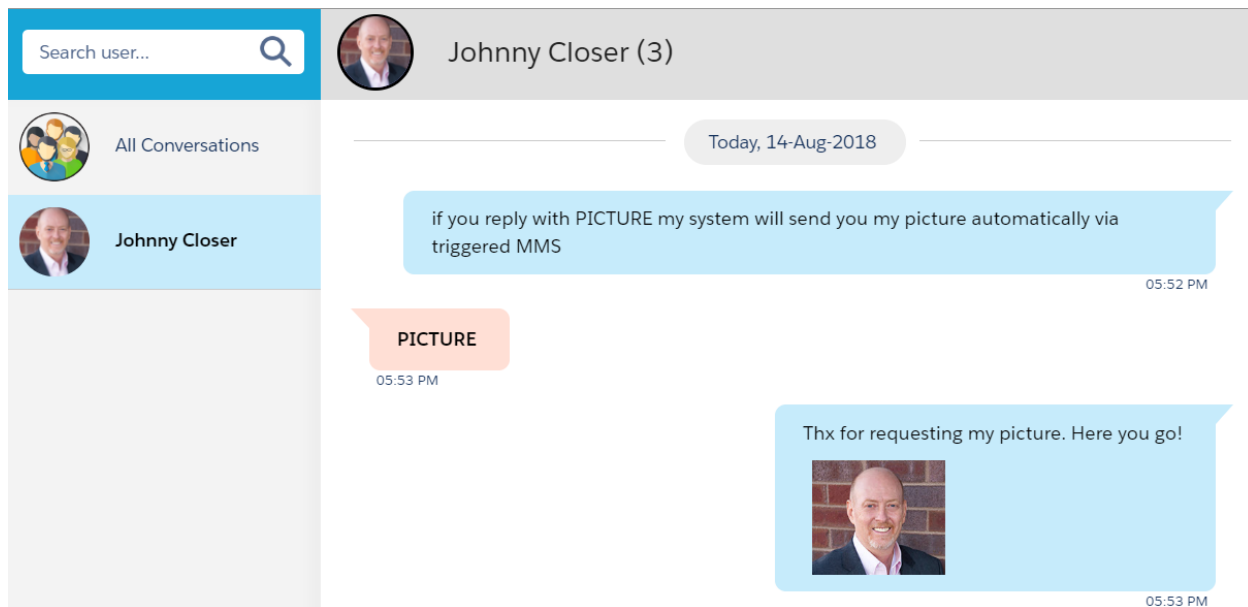 Search user...
Johnny Closer (3)
All Conversations
Johnny Closer
Today, 14-Aug-2018
if you reply with PICTURE my system will send you my picture automatically via
triggered MMS
05:52 PM
PICTURE
05:53 PM
Thx for requesting my picture. Here you go!
05:53 PM